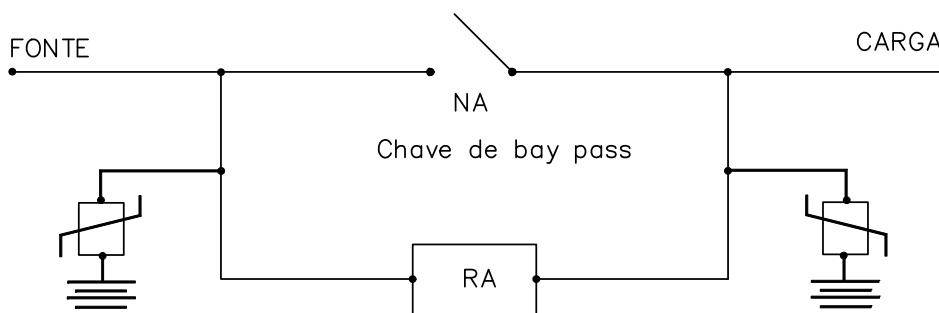 FONTE
CARGA
NA
Chave de bay pass
RA